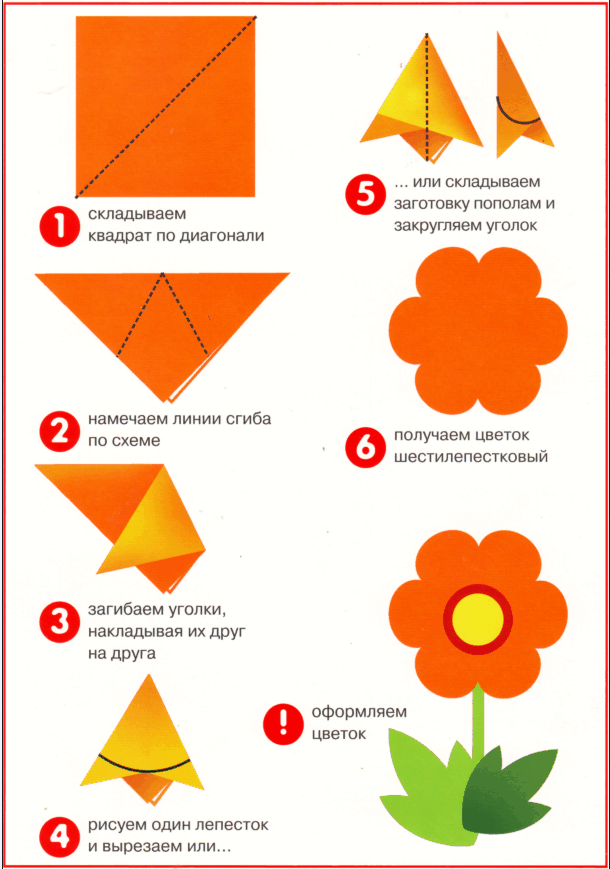 1
складываем
квадрат по диагонали
2
намечаем линии сгиба
по схеме
3
загибаем уголки,
накладывая их друг
на друга
4
рисуем один лепесток
и вырезаем или...
5
... или складываем
заготовку пополам и
закругляем уголок
6
получаем цветок
шестилепестковый
!
оформляем
цветок